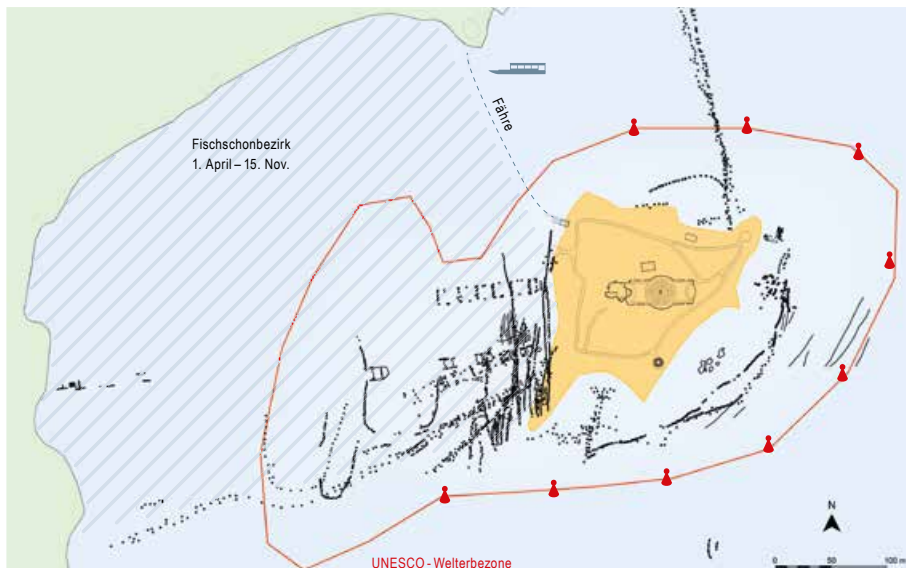 Fähre
Fischschonbezirk
1. April – 15. Nov.
N
0 50 100 m
UNESCO - Welterbezone